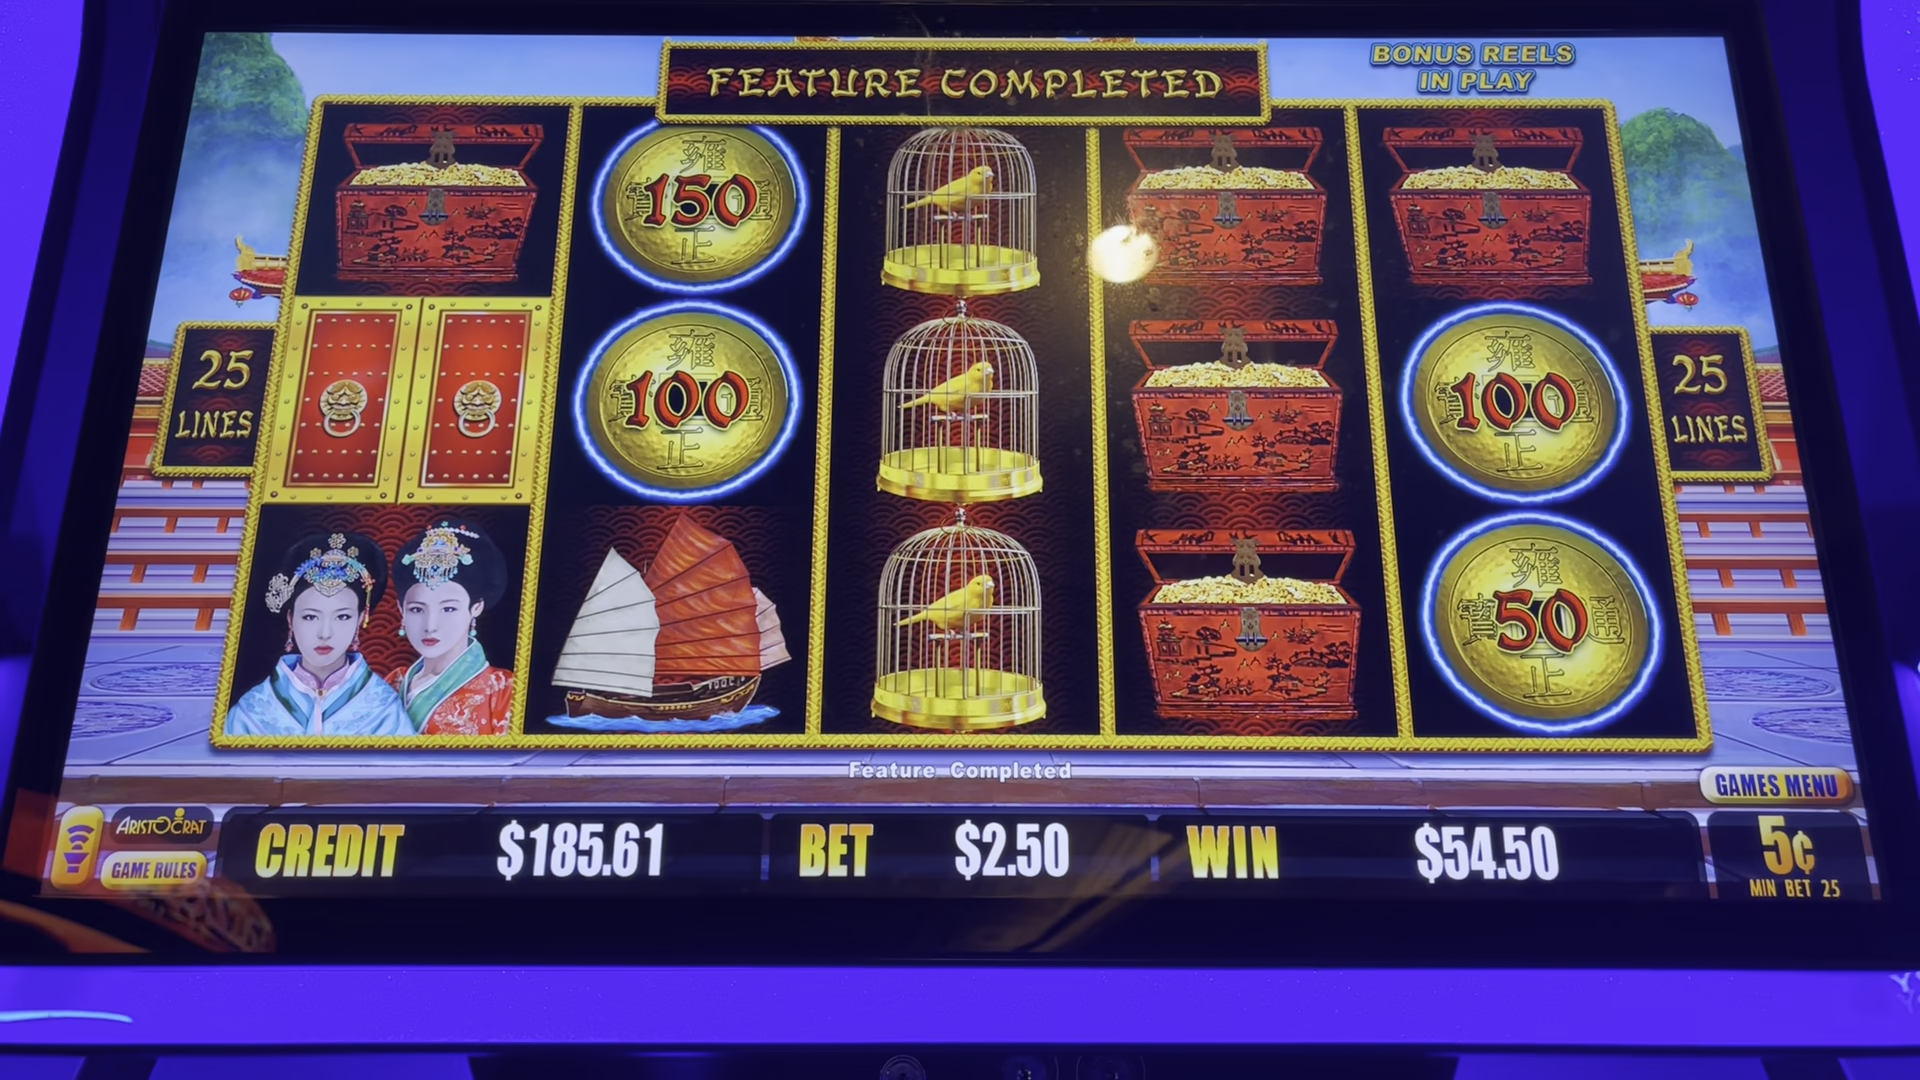 FEATURE COMPLETED
BONUS REELS
IN PLAY
150
100
100
50
25
LINES
25
LINES
Feature Completed
GAMES MENU
ARISTOCRAT
GAME RULES
CREDIT $185.61
BET $2.50
WIN $54.50
5¢
MIN BET 25